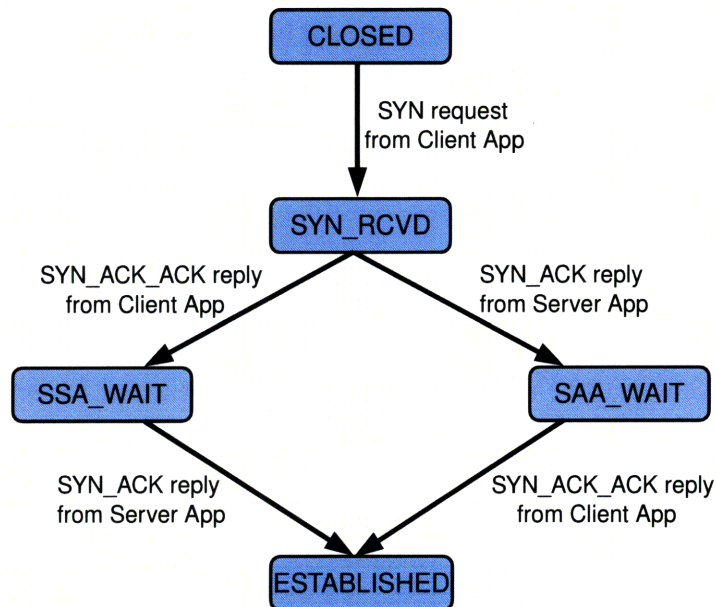 CLOSED
SYN request
from Client App
SYN_RCVD
SYN_ACK_ACK reply
from Client App
SYN_ACK reply
from Server App
SSA_WAIT
SAA_WAIT
SYN_ACK reply
from Server App
SYN_ACK_ACK reply
from Client App
ESTABLISHED